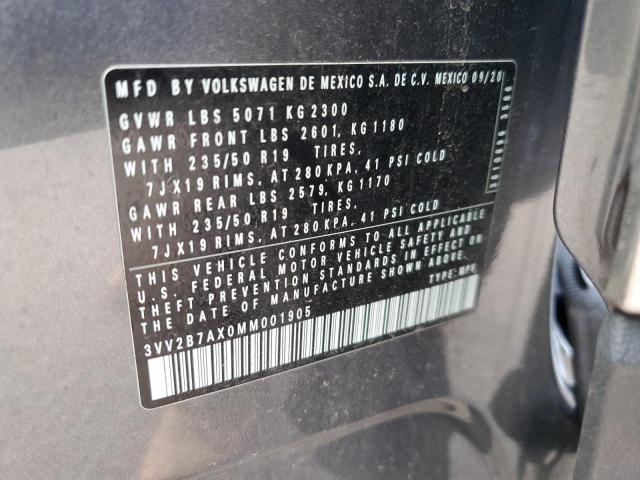 MFD BY VOLKSWAGEN DE MEXICO S.A. DE C.V. MEXICO 09/20
GVWR LBS 5071 KG 2300
GAWR FRONT LBS 2601, KG 1180
WITH 235/50 R19 TIRES,
7JX19 RIMS, AT 280 KPA, 41 PSI COLD
GAWR REAR LBS 2579, KG 1170
WITH 235/50 R19 TIRES,
7JX19 RIMS, AT 280 KPA, 41 PSI COLD
THIS VEHICLE CONFORMS TO ALL APPLICABLE
U.S. FEDERAL MOTOR VEHICLE SAFETY AND
THEFT PREVENTION STANDARDS IN EFFECT ON
THE DATE OF MANUFACTURE SHOWN ABOVE.
TYPE: MPV
3VV2B7AX0MM001905